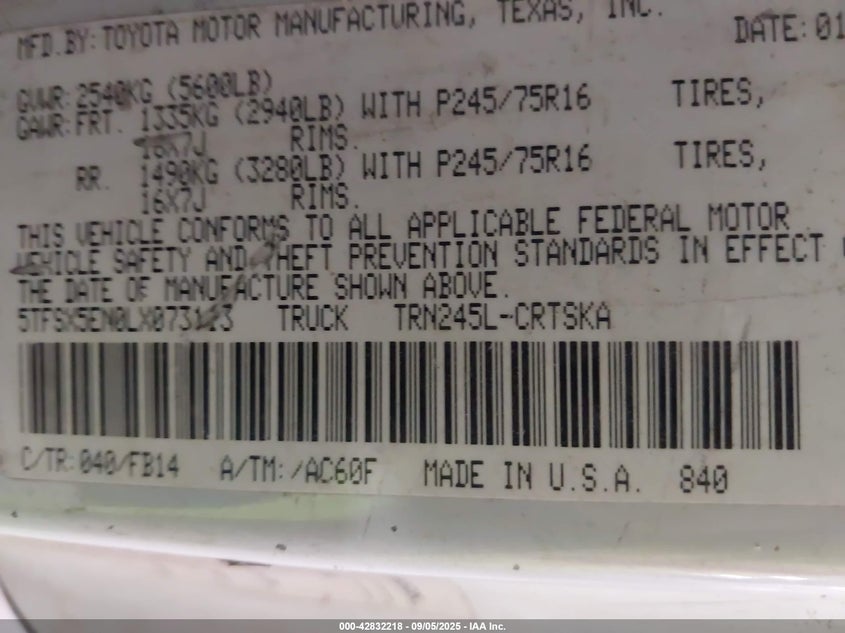 MFD.BY:TOYOTA MOTOR MANUFACTURING, TEXAS, INC.
DATE:01
GVWR:2540KG (5600LB)
GAWR:FRT. 1335KG (2940LB) WITH P245/75R16 TIRES,
16X7J RIMS.
RR. 1490KG (3280LB) WITH P245/75R16 TIRES,
16X7J RIMS.
THIS VEHICLE CONFORMS TO ALL APPLICABLE FEDERAL MOTOR
VEHICLE SAFETY AND THEFT PREVENTION STANDARDS IN EFFECT
THE DATE OF MANUFACTURE SHOWN ABOVE.
5TFSX5EN0LX073113 TRUCK TRN245L-CRTSKA
C/TR:040/FB14 A/TM:/AC60F MADE IN U.S.A. 840
000-42832218 - 09/05/2025 - IAA Inc.